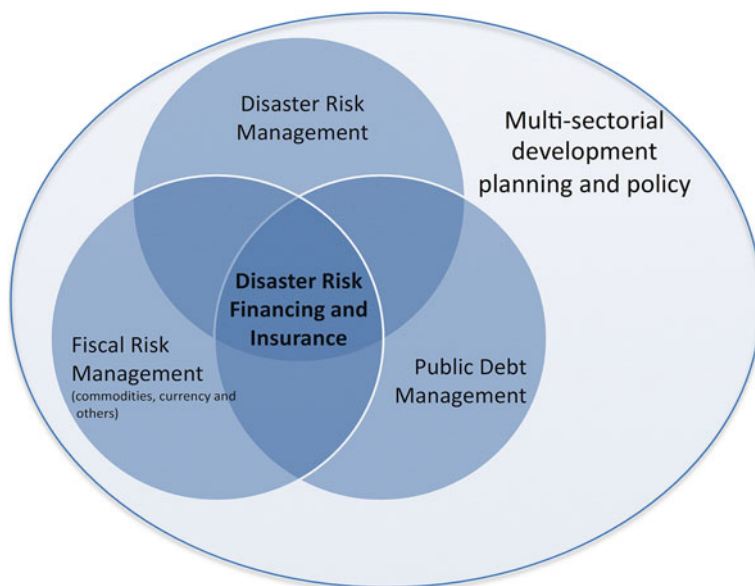 Disaster Risk
Management
Multi-sectorial
development
planning and policy
Disaster Risk
Financing and
Insurance
Fiscal Risk
Management
(commodities, currency and
others)
Public Debt
Management